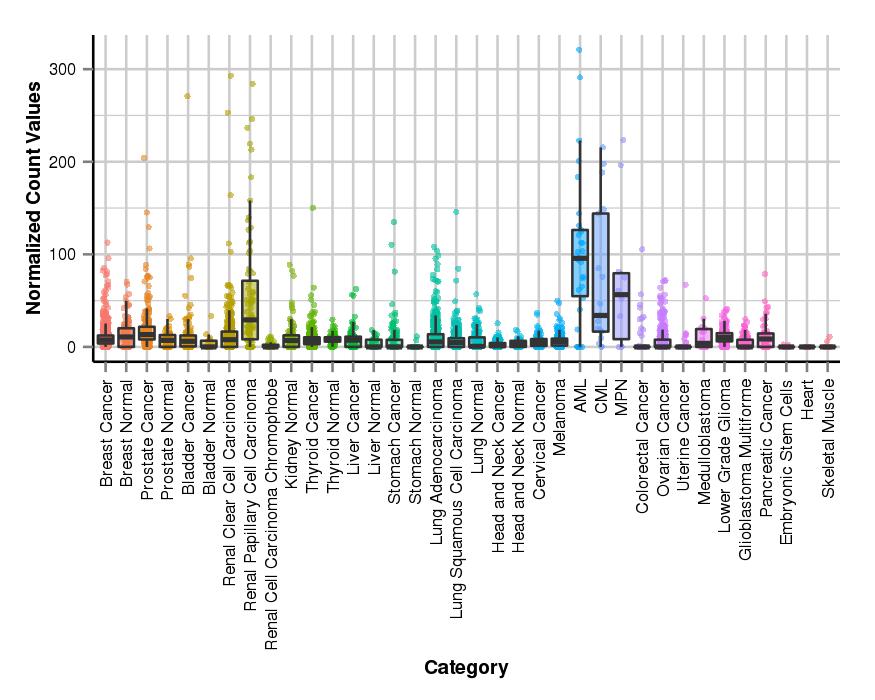 Normalized Count Values
300
200
100
0
Breast Cancer
Breast Normal
Prostate Cancer
Prostate Normal
Bladder Cancer
Bladder Normal
Renal Clear Cell Carcinoma
Renal Papillary Cell Carcinoma
Renal Cell Carcinoma Chromophobe
Kidney Normal
Thyroid Cancer
Thyroid Normal
Liver Cancer
Liver Normal
Stomach Cancer
Stomach Normal
Lung Adenocarcinoma
Lung Squamous Cell Carcinoma
Lung Normal
Head and Neck Cancer
Head and Neck Normal
Cervical Cancer
Melanoma
AML
CML
MPN
Colorectal Cancer
Ovarian Cancer
Uterine Cancer
Medulloblastoma
Lower Grade Glioma
Glioblastoma Multiforme
Pancreatic Cancer
Embryonic Stem Cells
Heart
Skeletal Muscle
Category